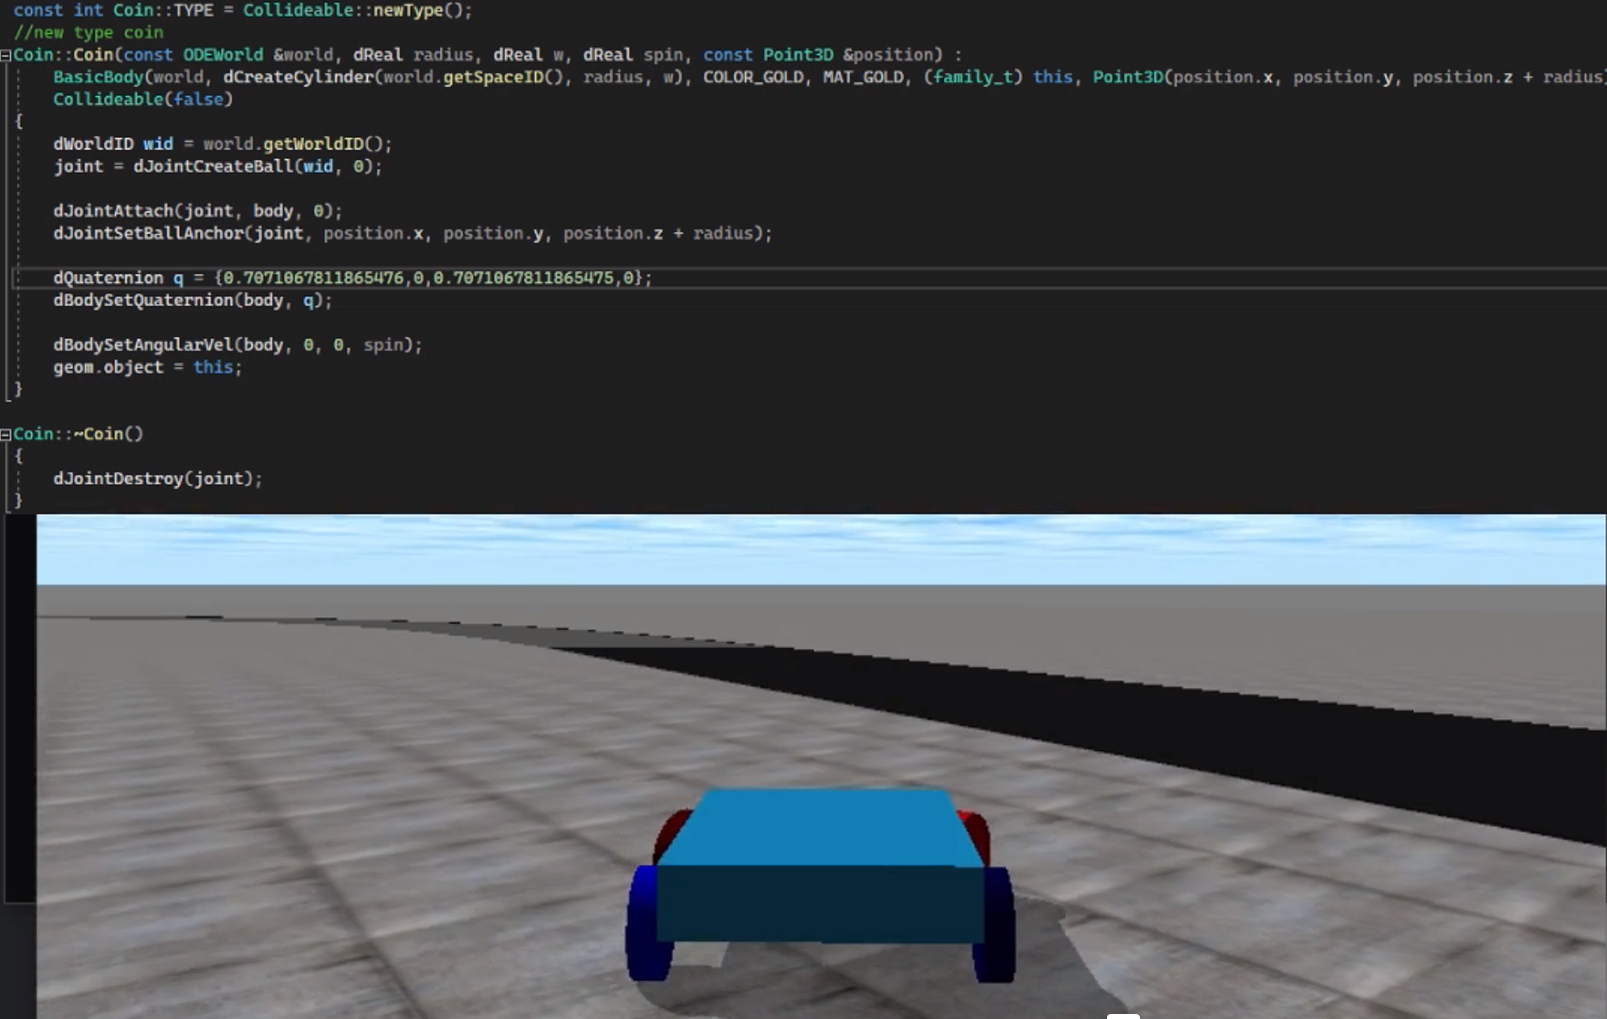 const int Coin::TYPE = Collideable::newType();
//new type coin
Coin::Coin(const ODEWorld &world, dReal radius, dReal w, dReal spin, const Point3D &position) :
BasicBody(world, dCreateCylinder(world.getSpaceID(), radius, w), COLOR_GOLD, MAT_GOLD, (family_t) this, Point3D(position.x, position.y, position.z + radius)
Collideable(false)
{
dWorldID wid = world.getWorldID();
joint = dJointCreateBall(wid, 0);
dJointAttach(joint, body, 0);
dJointSetBallAnchor(joint, position.x, position.y, position.z + radius);
dQuaternion q = {0.7071067811865476,0,0.7071067811865475,0};
dBodySetQuaternion(body, q);
dBodySetAngularVel(body, 0, 0, spin);
geom.object = this;
}
Coin::~Coin()
{
dJointDestroy(joint);
}